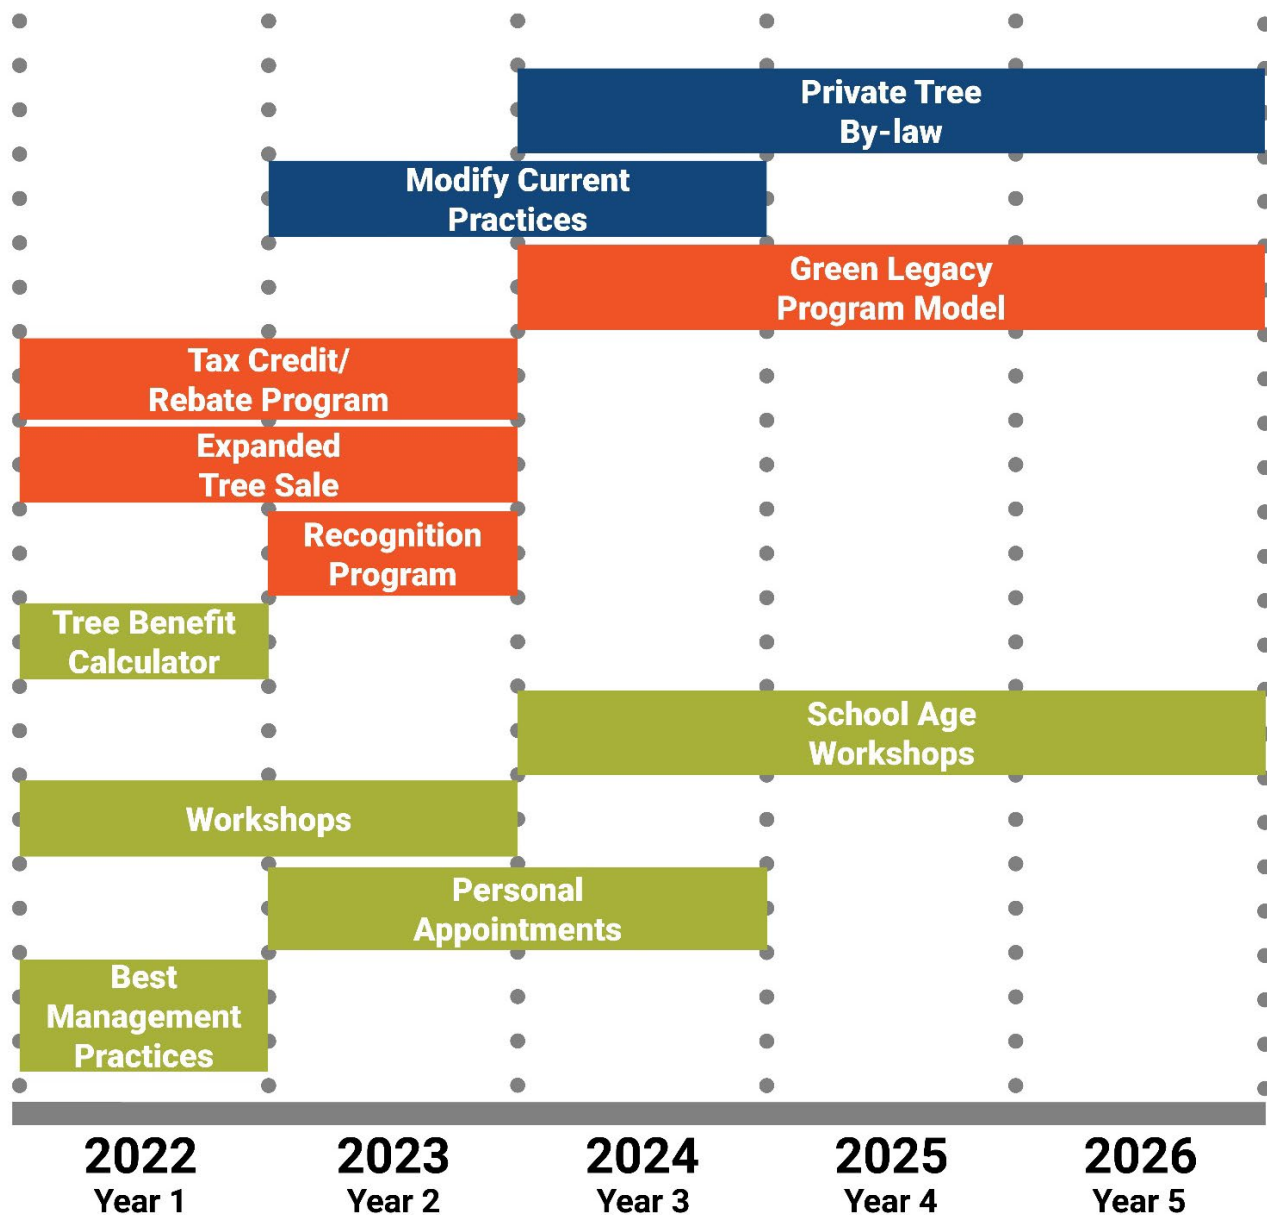 Private Tree
By-law
Modify Current
Practices
Green Legacy
Program Model
Tax Credit/
Rebate Program
Expanded
Tree Sale
Recognition
Program
Tree Benefit
Calculator
School Age
Workshops
Workshops
Personal
Appointments
Best
Management
Practices
2022 2023 2024 2025 2026
Year 1 Year 2 Year 3 Year 4 Year 5